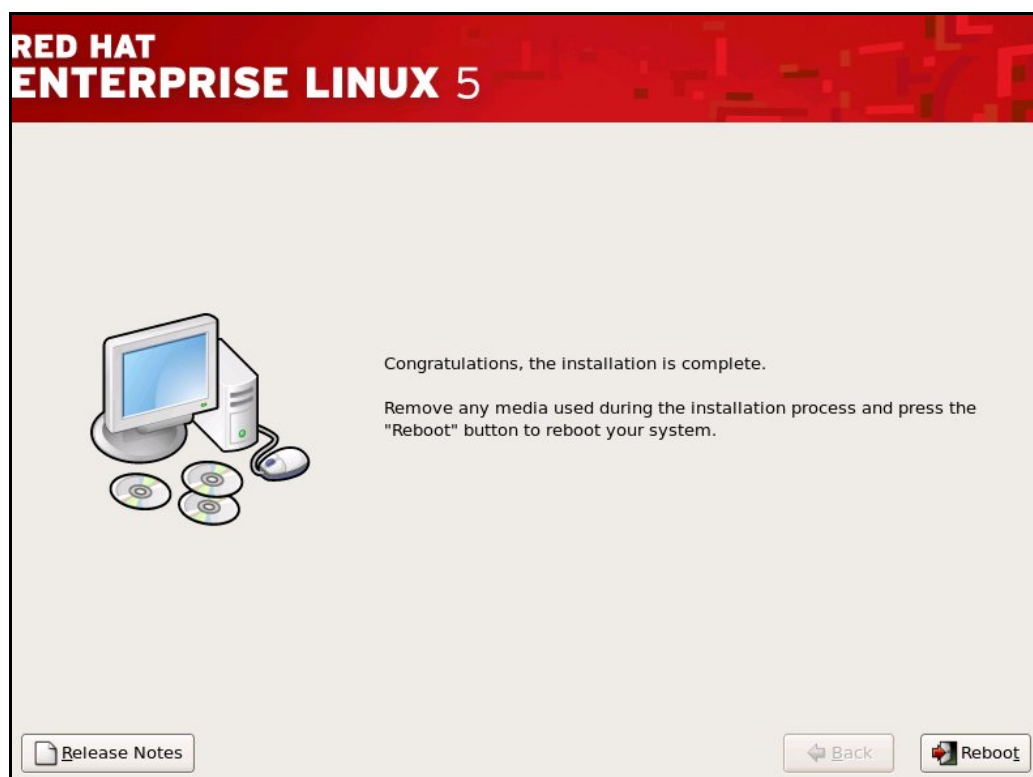 RED HAT
ENTERPRISE LINUX 5
Congratulations, the installation is complete.
Remove any media used during the installation process and press the
"Reboot" button to reboot your system.
Release Notes
Back
Reboot